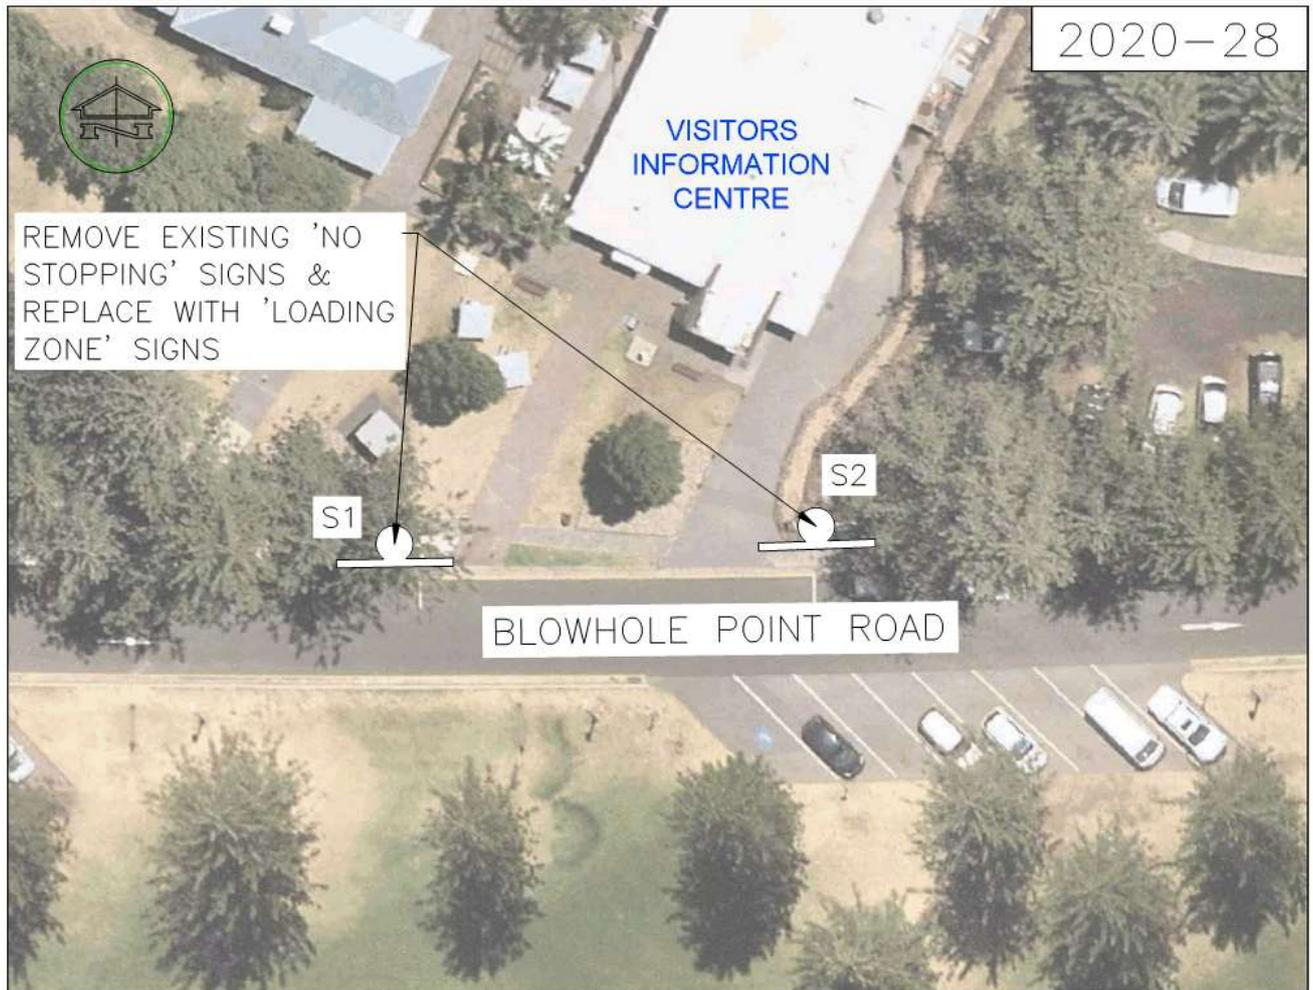 2020-28
VISITORS
INFORMATION
CENTRE
REMOVE EXISTING 'NO
STOPPING' SIGNS &
REPLACE WITH 'LOADING
ZONE' SIGNS
S1
S2
BLOWHOLE POINT ROAD
N